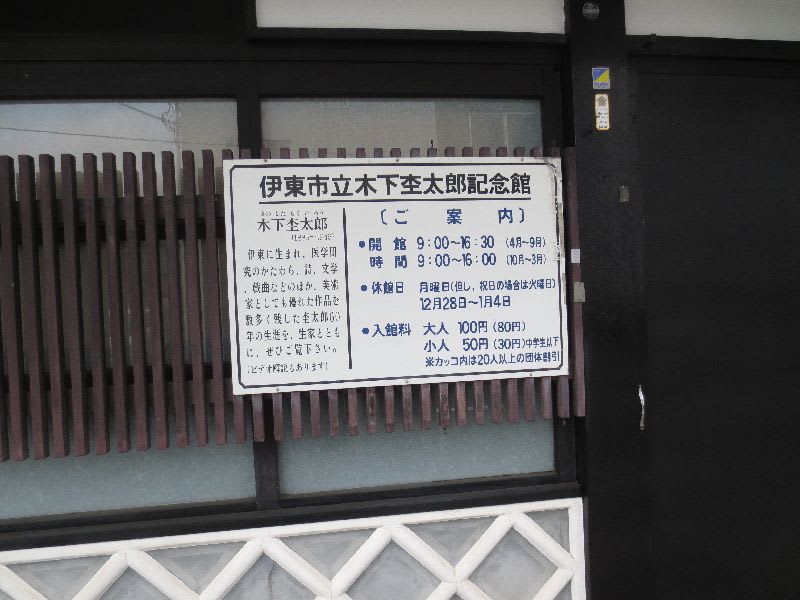 伊東市立木下杢太郎記念館
きのした もくたろう
木下杢太郎
(1885〜1945)
伊東に生まれ、医学研
究のかたわら、詩、文学
、戯曲などのほか、美術
家としても優れた作品を
数多く残した杢太郎60
年の生涯を、生家ととも
に、ぜひご覧下さい。
(ビデオ解説もあります)
〔ご案内〕
●開館 9:00〜16:30 (4月〜9月)
時間 9:00〜16:00 (10月〜3月)
●休館日 月曜日(但し,祝日の場合は火曜日)
12月28日〜1月4日
●入館料 大人 100円(80円)
小人 50円(30円)中学生以下
※カッコ内は20人以上の団体割引